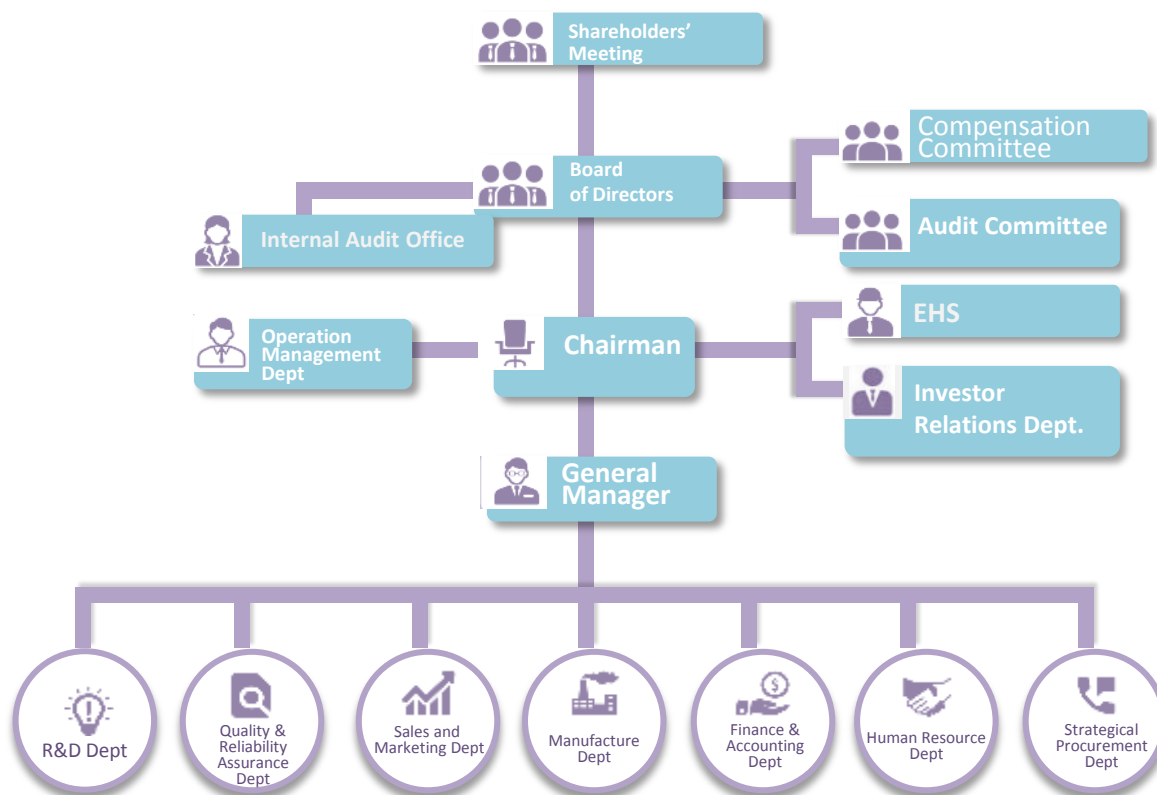 Shareholders’
Meeting
Compensation
Committee
Board
of Directors
Internal Audit Office
Audit Committee
EHS
Operation
Management
Dept
Chairman
Investor
Relations Dept.
General
Manager
R&D Dept
Quality &
Reliability
Assurance
Dept
Sales and
Marketing Dept
Manufacture
Dept
Finance &
Accounting
Dept
Human Resource
Dept
Strategical
Procurement
Dept